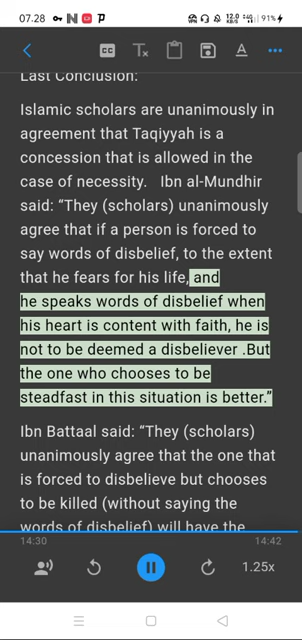 07.28
12.0
KB/S
4G
91%
CC
Last Conclusion:
Islamic scholars are unanimously in
agreement that Taqiyyah is a
concession that is allowed in the
case of necessity. Ibn al-Mundhir
said: “They (scholars) unanimously
agree that if a person is forced to
say words of disbelief, to the extent
that he fears for his life, and
he speaks words of disbelief when
his heart is content with faith, he is
not to be deemed a disbeliever .But
the one who chooses to be
steadfast in this situation is better.”
Ibn Battaal said: “They (scholars)
unanimously agree that the one that
is forced to disbelieve but chooses
to be killed (without saying the
words of disbelief) will have the
14:30
14:42
1.25x